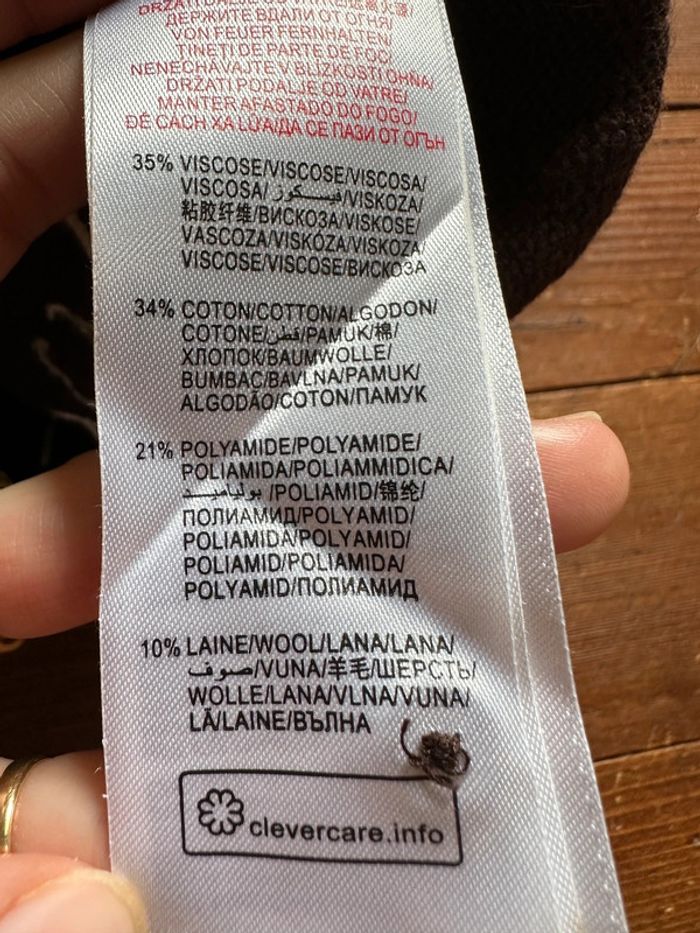 ДЕРЖИТЕ ВДАЛИ ОТ ОГНЯ/
VON FEUER FERNHALTEN/
TINEȚI DE PARTE DE FOC/
NENECHÁVAJTE V BLÍZKOSTI OHŇA/
DRŽATI PODALJE OD VATRE/
MANTER AFASTADO DO FOGO/
ĐỂ CÁCH XA LỬA/ДА СЕ ПАЗИ ОТ ОГЪН
35% VISCOSE/VISCOSE/VISCOSA/
VISCOSA/ فيسكوز/VISKOZA/
粘胶纤维/ВИСКОЗА/VISKOSE/
VASCOZA/VISKÓZA/VISKOZA/
VISCOSE/VISCOSE/ВИСКОЗА
34% COTON/COTTON/ALGODON/
COTONE/قطن/PAMUK/棉/
ХЛОПОК/BAUMWOLLE/
BUMBAC/BAVLNA/PAMUK/
ALGODÃO/COTON/ПАМУК
21% POLYAMIDE/POLYAMIDE/
POLIAMIDA/POLIAMMIDICA/
بولياميد /POLIAMID/锦纶/
ПОЛИАМИД/POLYAMID/
POLIAMIDA/POLYAMID/
POLIAMID/POLIAMIDA/
POLYAMID/ПОЛИАМИД
10% LAINE/WOOL/LANA/LANA/
صوف/VUNA/羊毛/ШЕРСТЬ/
WOLLE/LANA/VLNA/VUNA/
LÃ/LAINE/ВЪЛНА
clevercare.info